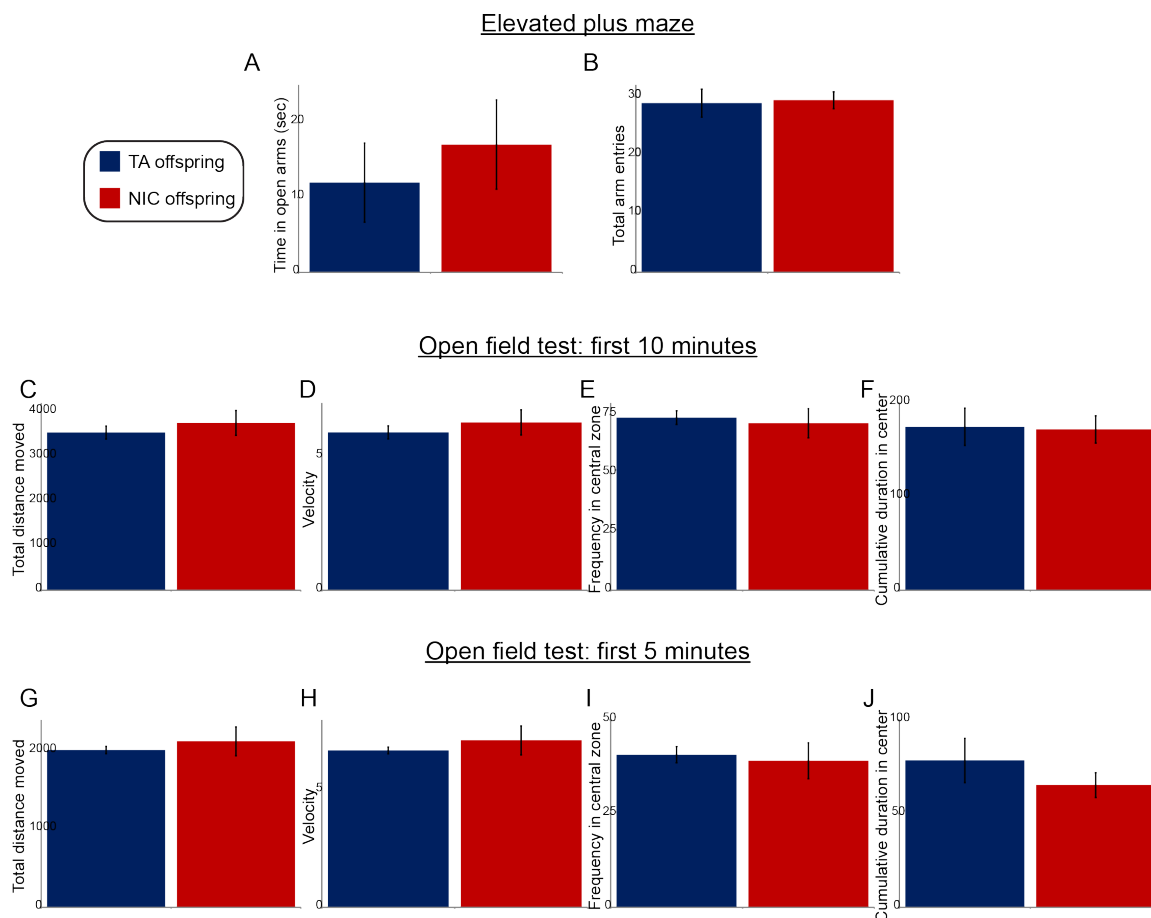 Elevated plus maze
A
B
TA offspring
NIC offspring
Time in open arms (sec)
20
10
0
Total arm entries
30
20
10
0
Open field test: first 10 minutes
C
D
E
F
Total distance moved
4000
3000
2000
1000
0
Velocity
5
0
Frequency in central zone
75
50
25
0
Cumulative duration in center
200
100
0
Open field test: first 5 minutes
G
H
I
J
Total distance moved
2000
1000
0
Velocity
5
0
Frequency in central zone
50
25
0
Cumulative duration in center
100
50
0